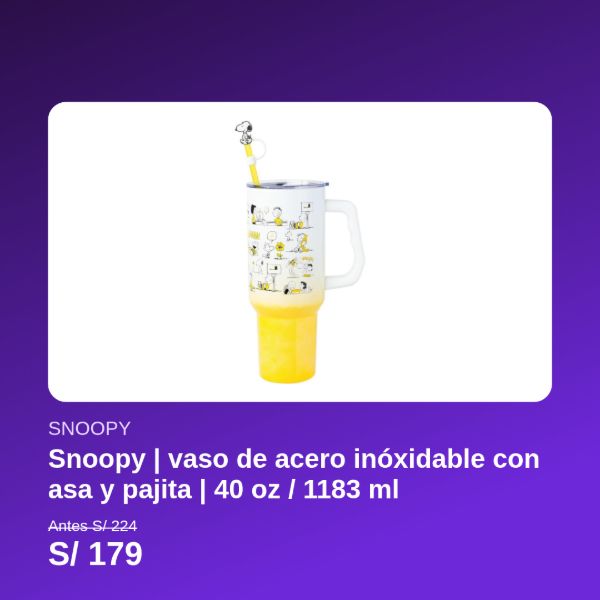 SNOOPY
Snoopy | vaso de acero inóxidable con
asa y pajita | 40 oz / 1183 ml
Antes S/ 224
S/ 179